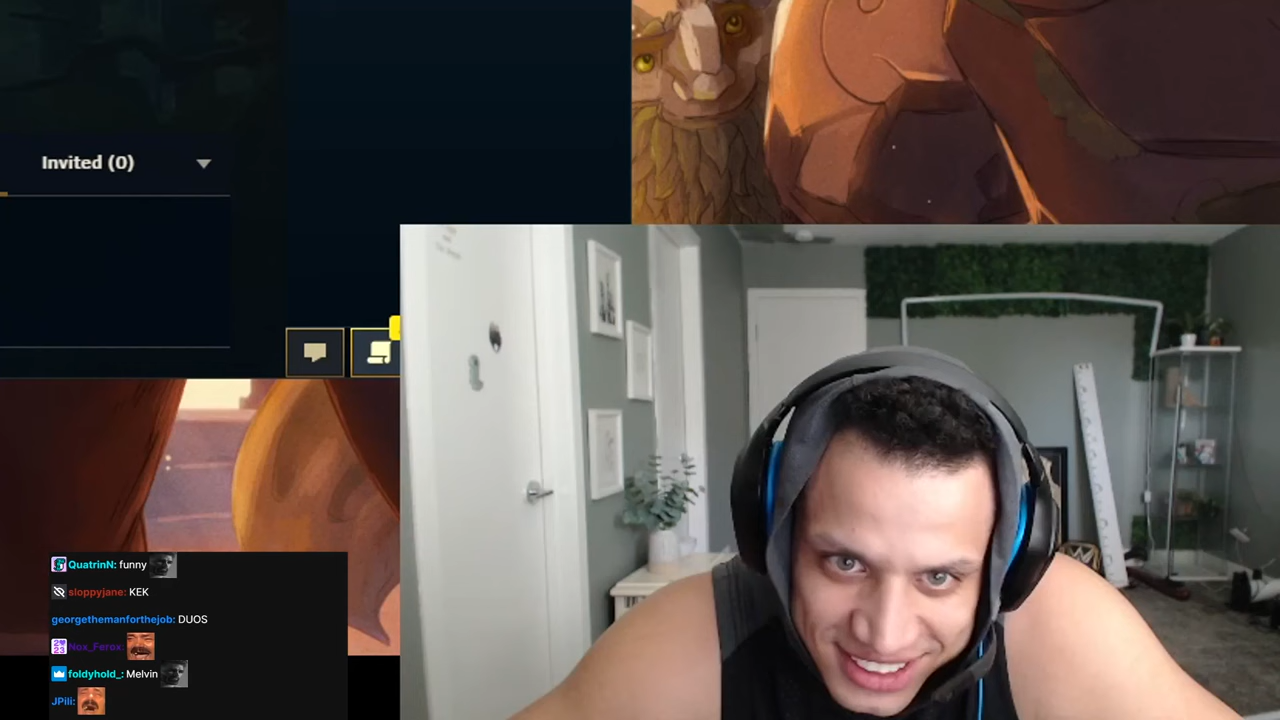 Invited (0)
QuatrinN: funny
sloppyjane: KEK
georgethemanforthejob: DUOS
Nox_Ferox:
foldyhold_: Melvin
JPili: